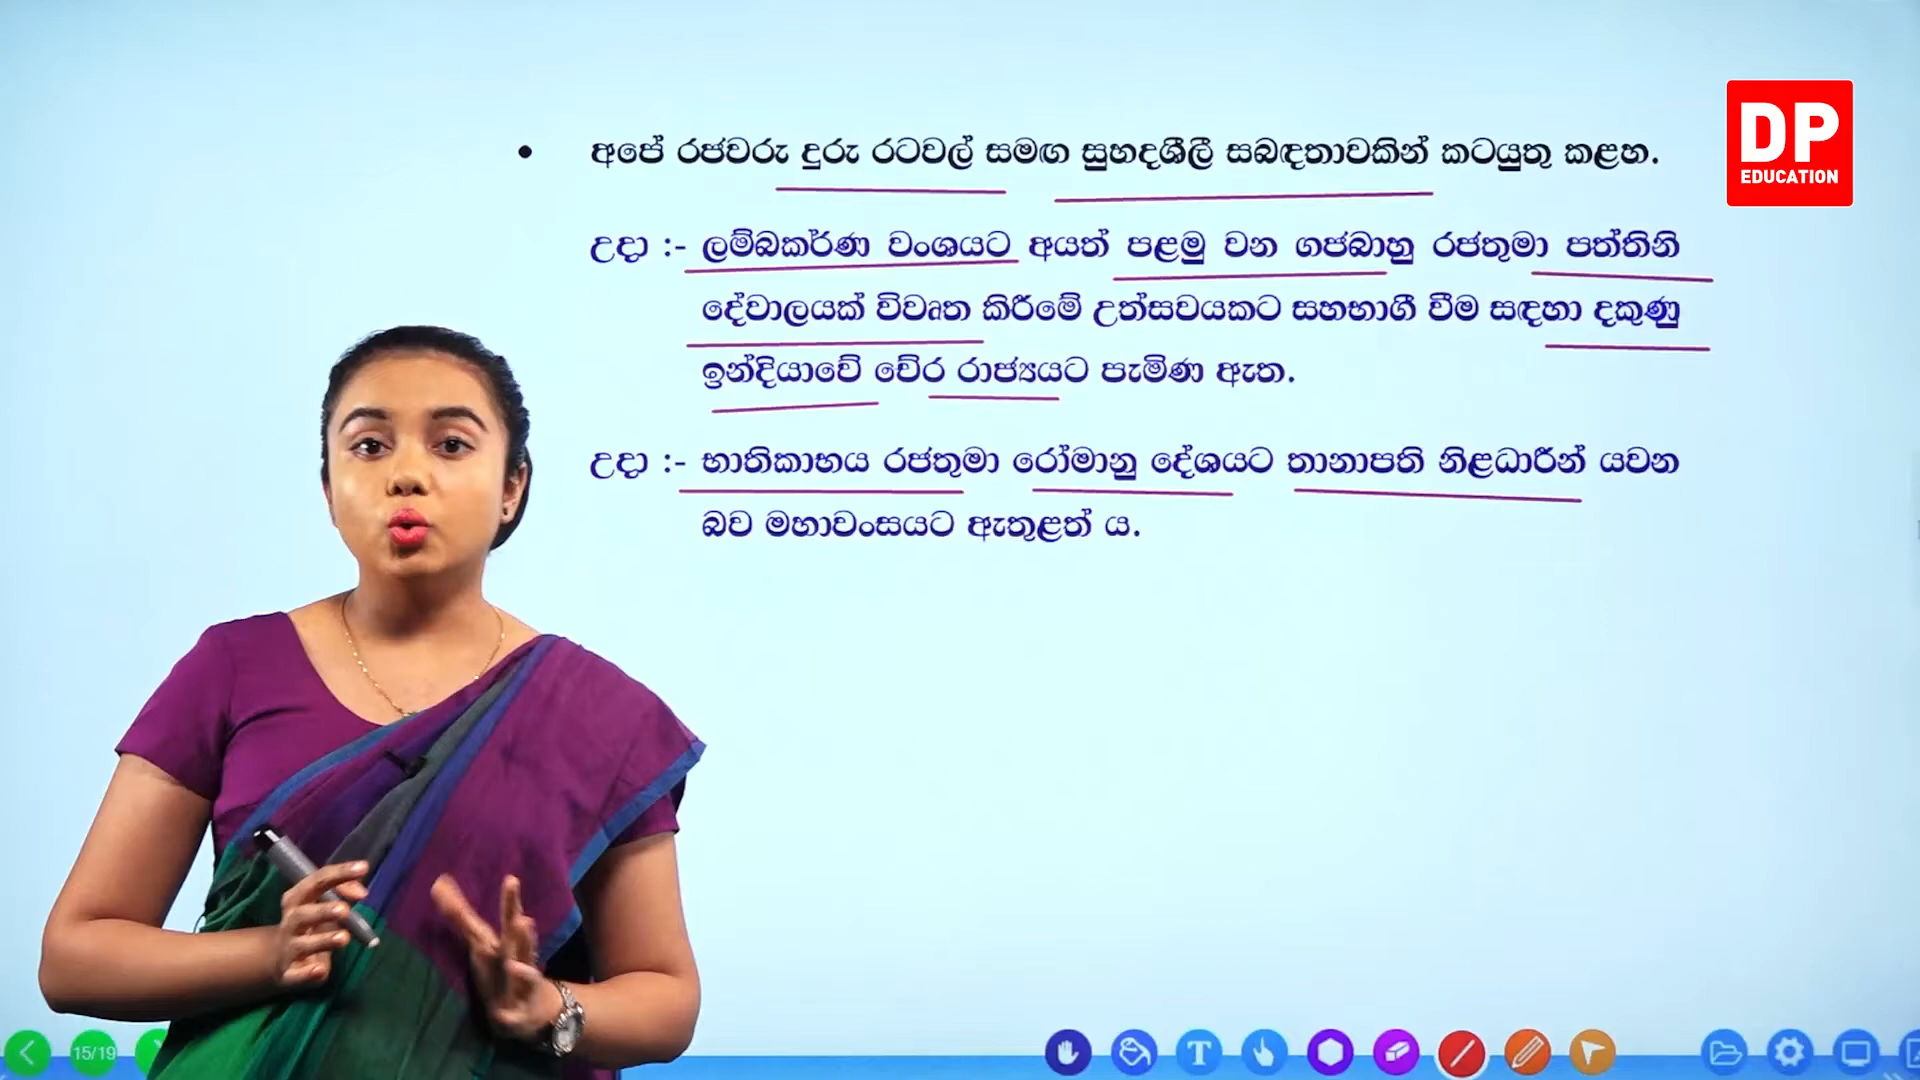 DP
EDUCATION
• අපේ රජවරු දුරු රටවල් සමඟ සුහදශීලී සබඳතාවකින් කටයුතු කළහ.
උදා :- ලම්බකර්ණ වංශයට අයත් පළමු වන ගජබාහු රජතුමා පත්තිනි
දේවාලයක් විවෘත කිරීමේ උත්සවයකට සහභාගී වීම සඳහා දකුණු
ඉන්දියාවේ චේර රාජ්‍යයට පැමිණ ඇත.
උදා :- භාතිකාභය රජතුමා රෝමානු දේශයට තානාපති නිළධාරීන් යවන
බව මහාවංසයට ඇතුළත් ය.
15/19
T